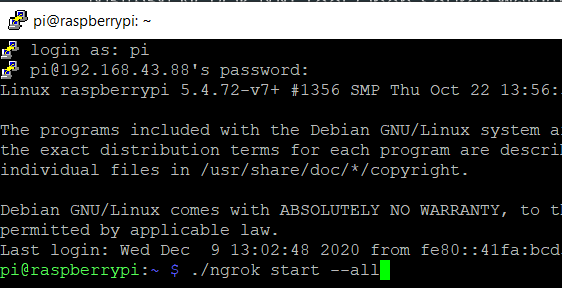 pi@raspberrypi: ~
login as: pi
pi@192.168.43.88's password:
Linux raspberrypi 5.4.72-v7+ #1356 SMP Thu Oct 22 13:56:
The programs included with the Debian GNU/Linux system a
the exact distribution terms for each program are descri
individual files in /usr/share/doc/*/copyright.
Debian GNU/Linux comes with ABSOLUTELY NO WARRANTY, to t
permitted by applicable law.
Last login: Wed Dec  9 13:02:48 2020 from fe80::41fa:bcd
pi@raspberrypi:~ $ ./ngrok start --all